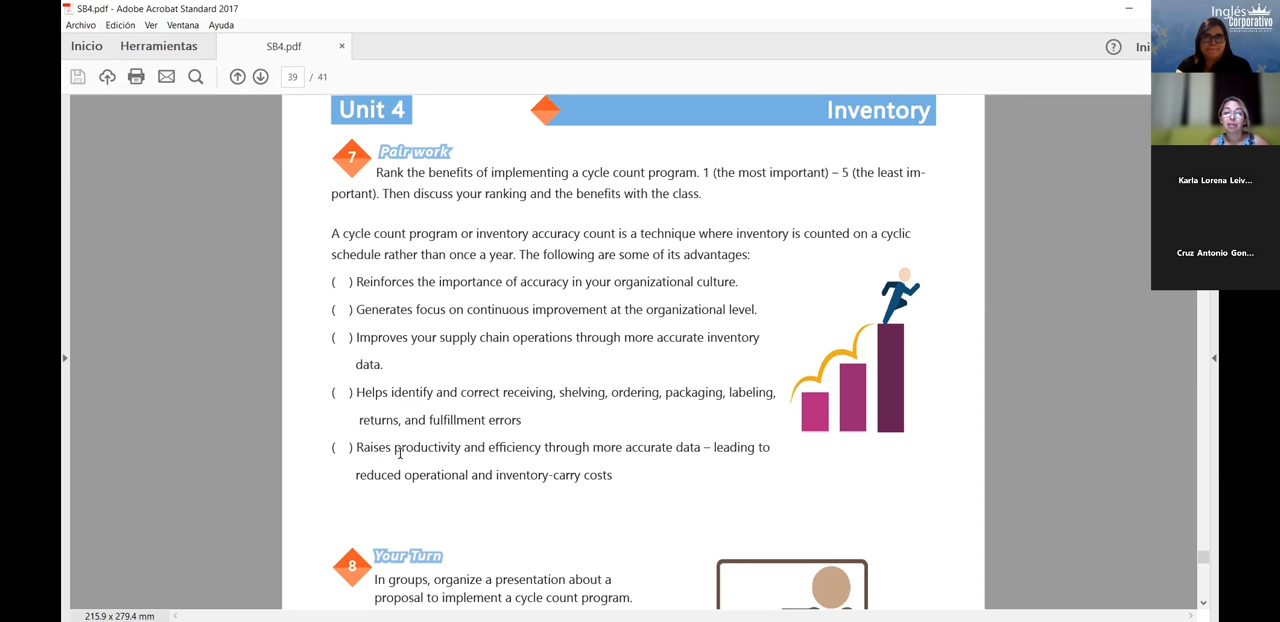 SB4.pdf - Adobe Acrobat Standard 2017
Archivo Edición Ver Ventana Ayuda
Inicio Herramientas SB4.pdf × ? Ini
39 / 41
Inglés
Corporativo
Unit 4 Inventory
7 Pair work
Rank the benefits of implementing a cycle count program. 1 (the most important) – 5 (the least im-
portant). Then discuss your ranking and the benefits with the class.
A cycle count program or inventory accuracy count is a technique where inventory is counted on a cyclic
schedule rather than once a year. The following are some of its advantages:
( ) Reinforces the importance of accuracy in your organizational culture.
( ) Generates focus on continuous improvement at the organizational level.
( ) Improves your supply chain operations through more accurate inventory
data.
( ) Helps identify and correct receiving, shelving, ordering, packaging, labeling,
returns, and fulfillment errors
( ) Raises productivity and efficiency through more accurate data – leading to
reduced operational and inventory-carry costs
8 Your Turn
In groups, organize a presentation about a
proposal to implement a cycle count program.
215.9 x 279.4 mm
Karla Lorena Leiv...
Cruz Antonio Gon...